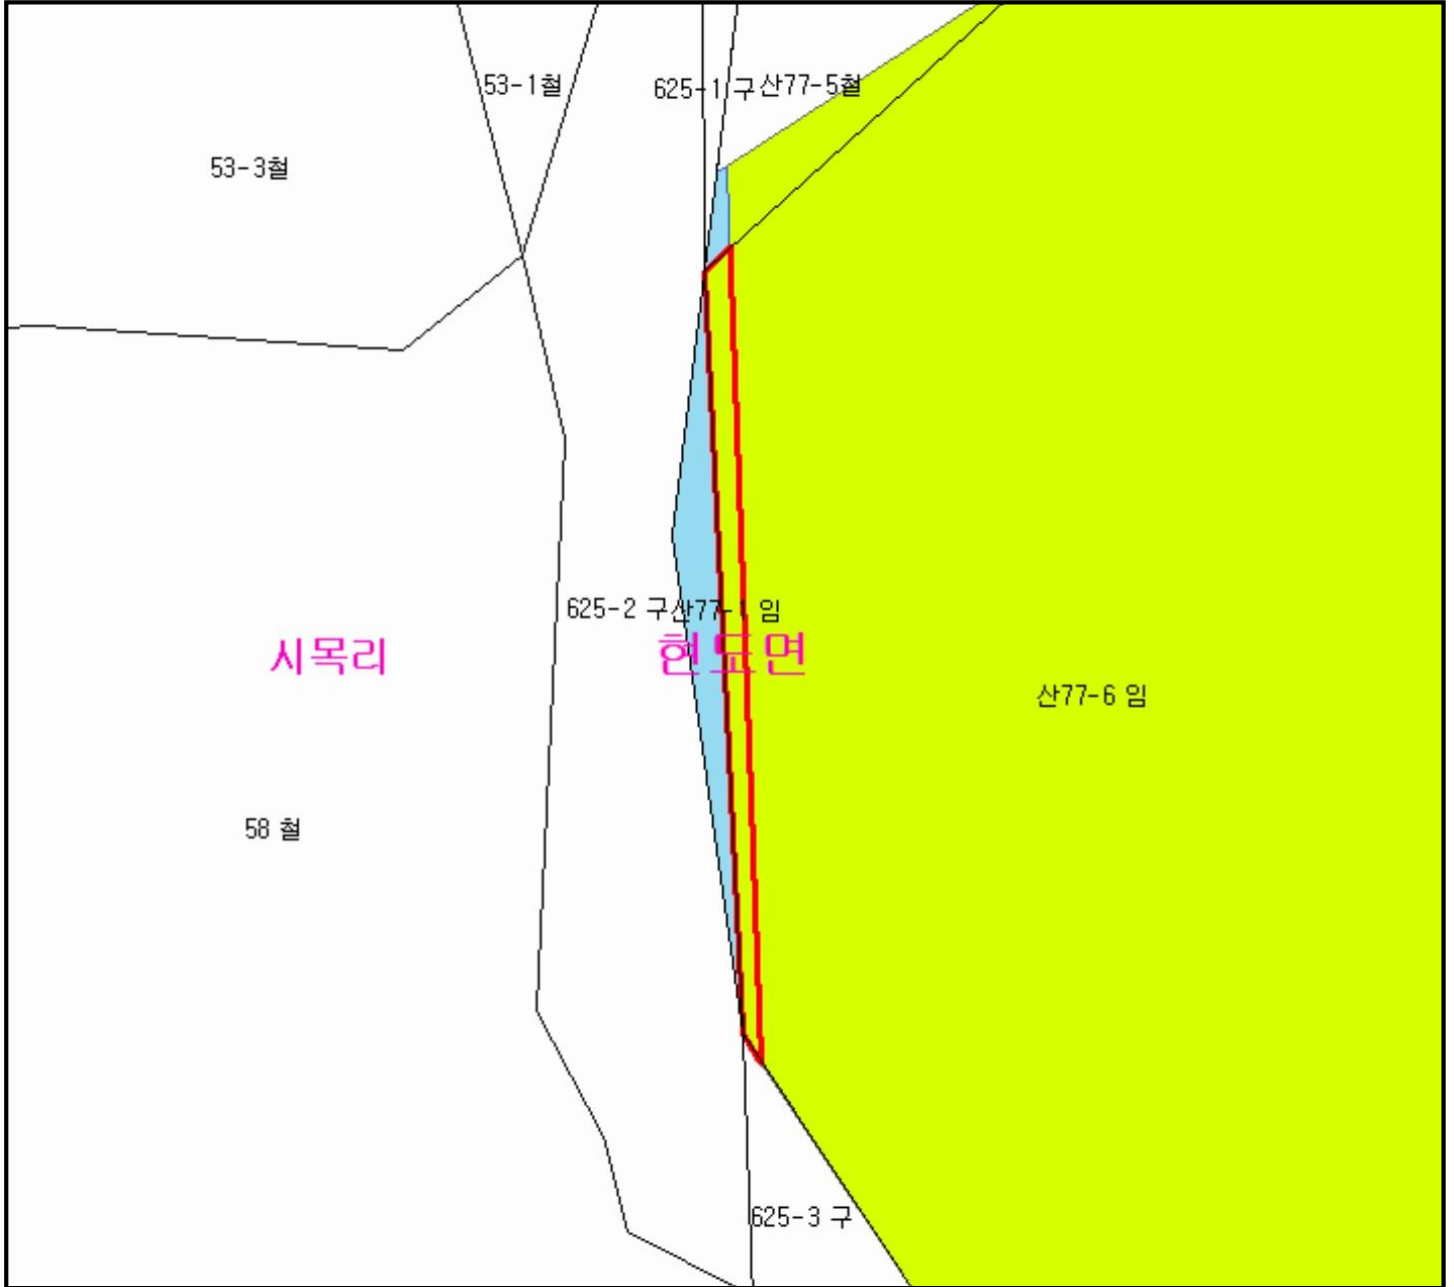 53-1철
625-1 구
산77-5철
53-3철
625-2 구
산77-1 임
시목리
현도면
산77-6 임
58 철
625-3 구